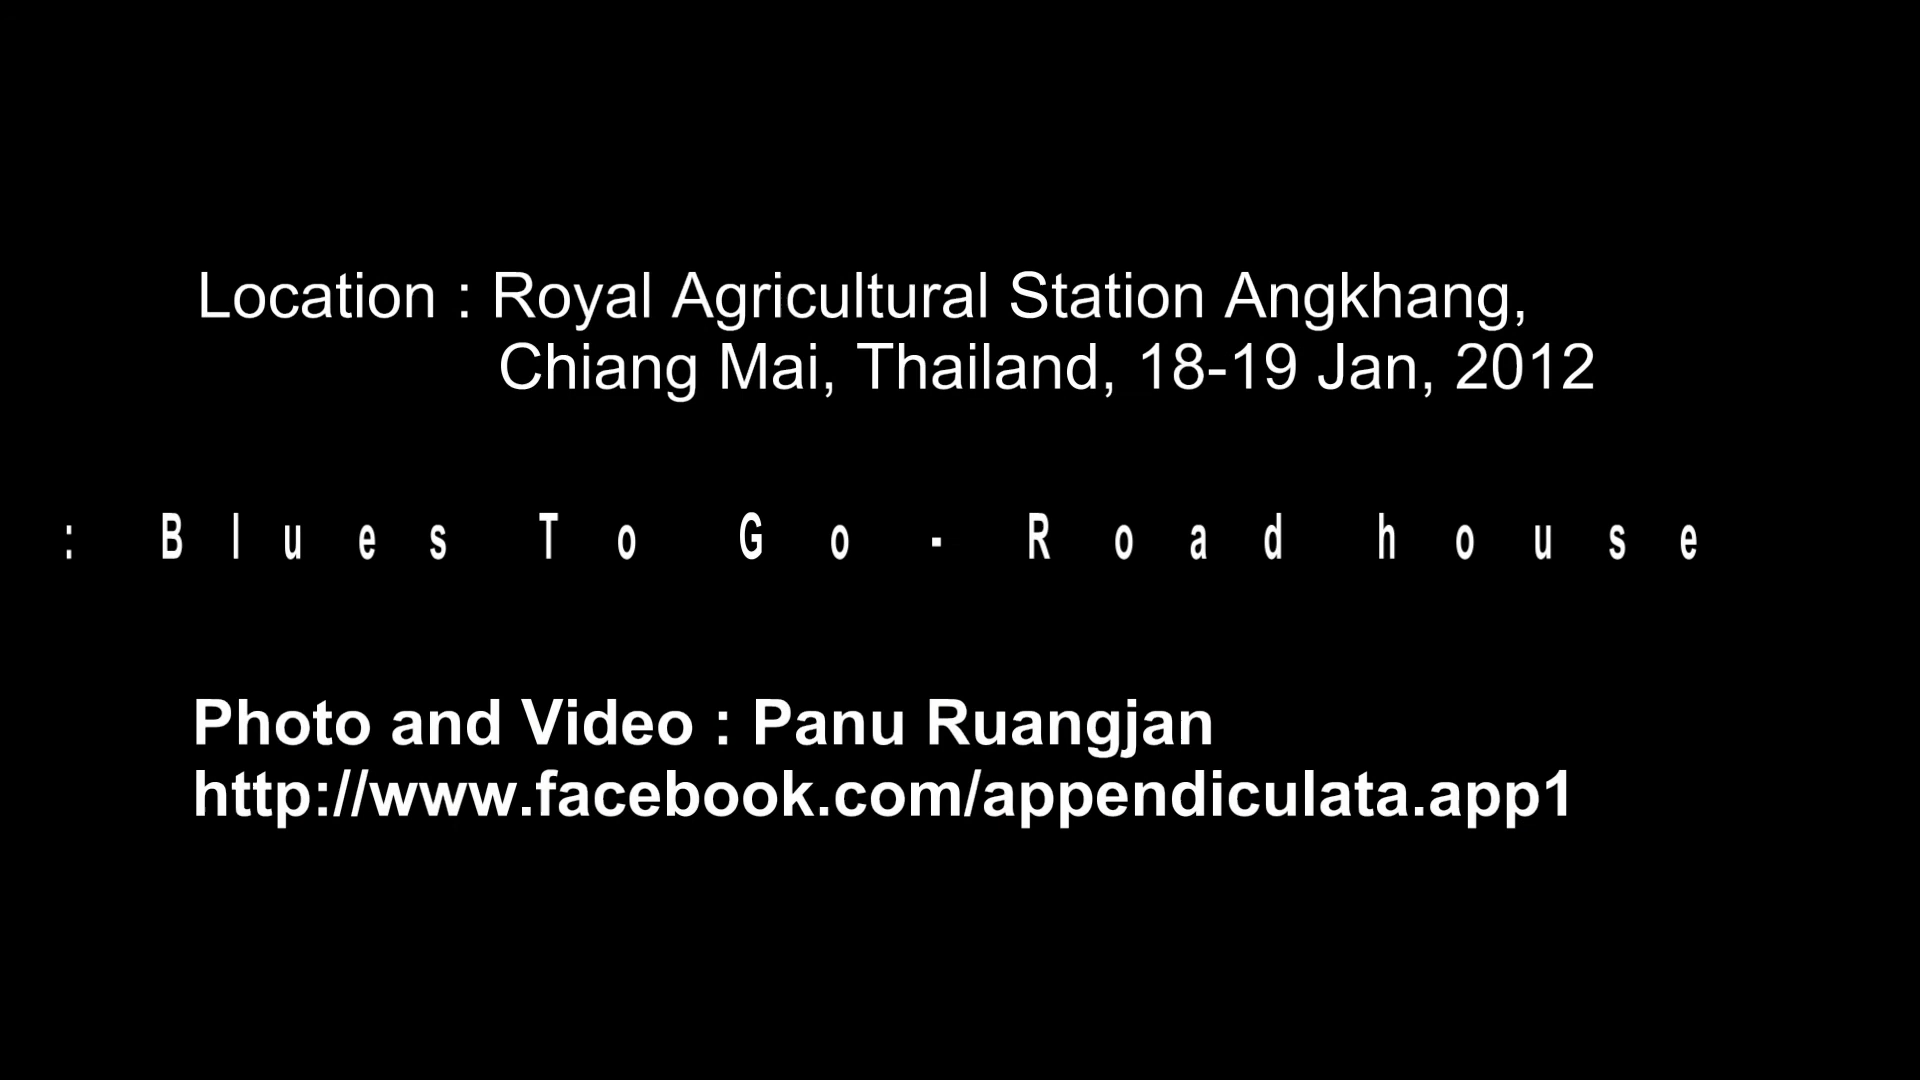 Location : Royal Agricultural Station Angkhang,
Chiang Mai, Thailand, 18-19 Jan, 2012
: Blues To Go - Road house
Photo and Video : Panu Ruangjan
http://www.facebook.com/appendiculata.app1